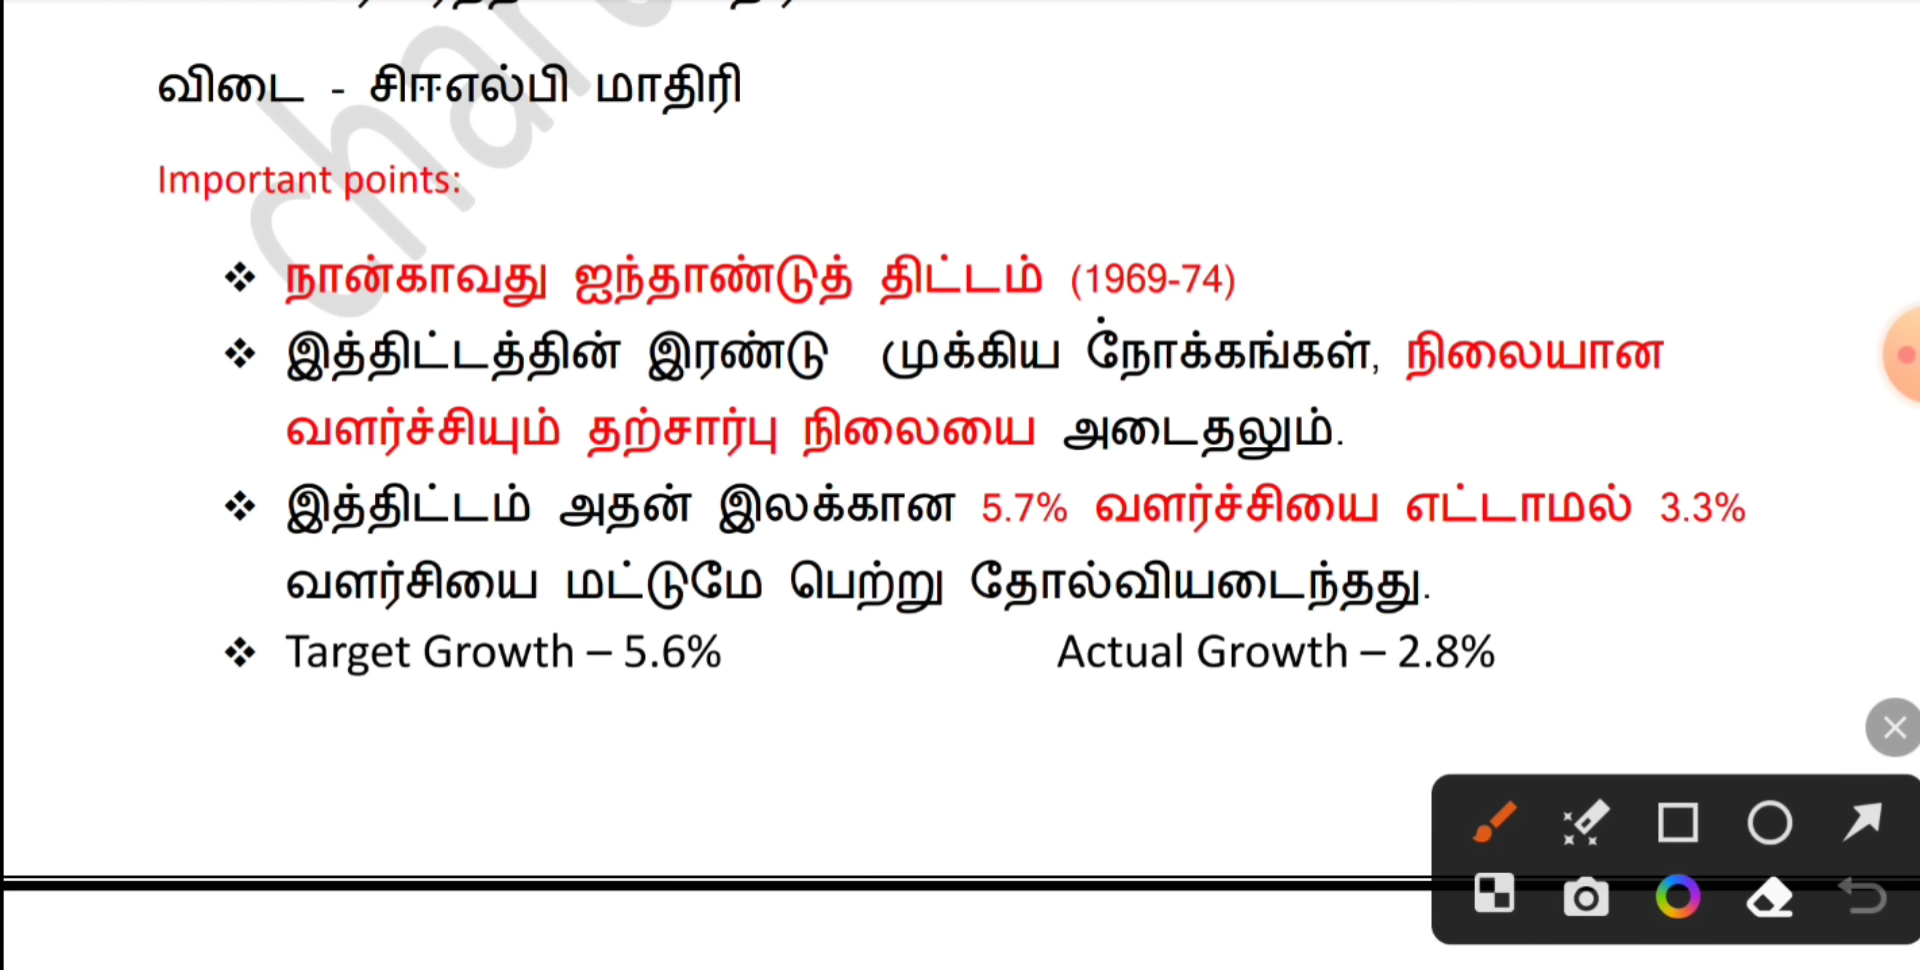 விடை - சிஈஎல்பி மாதிரி
Important points:
❖ நான்காவது ஐந்தாண்டுத் திட்டம் (1969-74)
❖ இத்திட்டத்தின் இரண்டு முக்கிய நோக்கங்கள், நிலையான
வளர்ச்சியும் தற்சார்பு நிலையை அடைதலும்.
❖ இத்திட்டம் அதன் இலக்கான 5.7% வளர்ச்சியை எட்டாமல் 3.3%
வளர்சியை மட்டுமே பெற்று தோல்வியடைந்தது.
❖ Target Growth – 5.6% Actual Growth – 2.8%